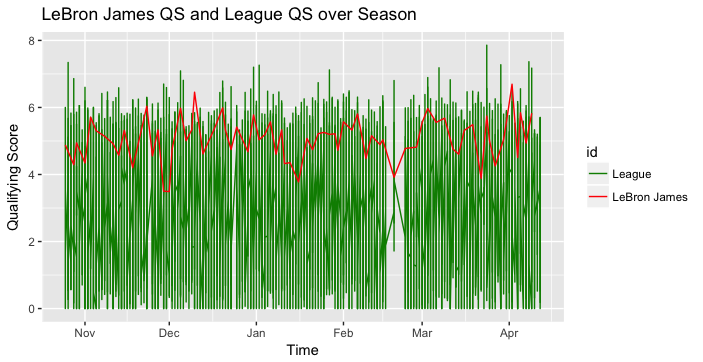 LeBron James QS and League QS over Season
8
6
4
2
0
Qualifying Score
Nov Dec Jan Feb Mar Apr
Time
id
League
LeBron James